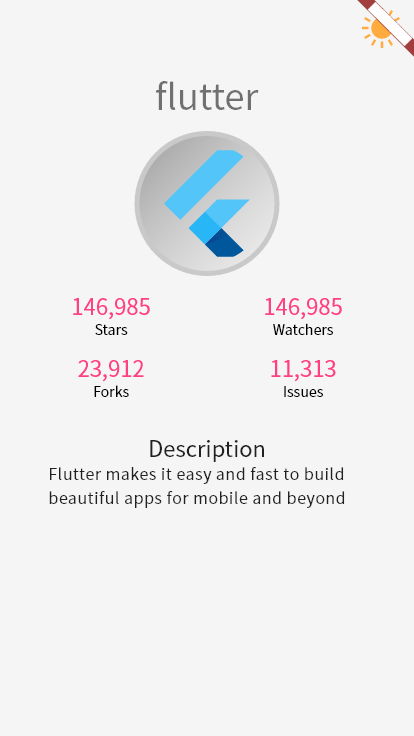 flutter
146,985
146,985
Stars
Watchers
23,912
11,313
Forks
Issues
Description
Flutter makes it easy and fast to build
beautiful apps for mobile and beyond